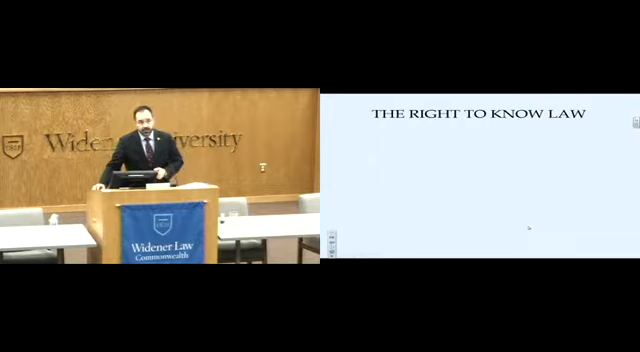 Widener University
Widener Law
Commonwealth
THE RIGHT TO KNOW LAW